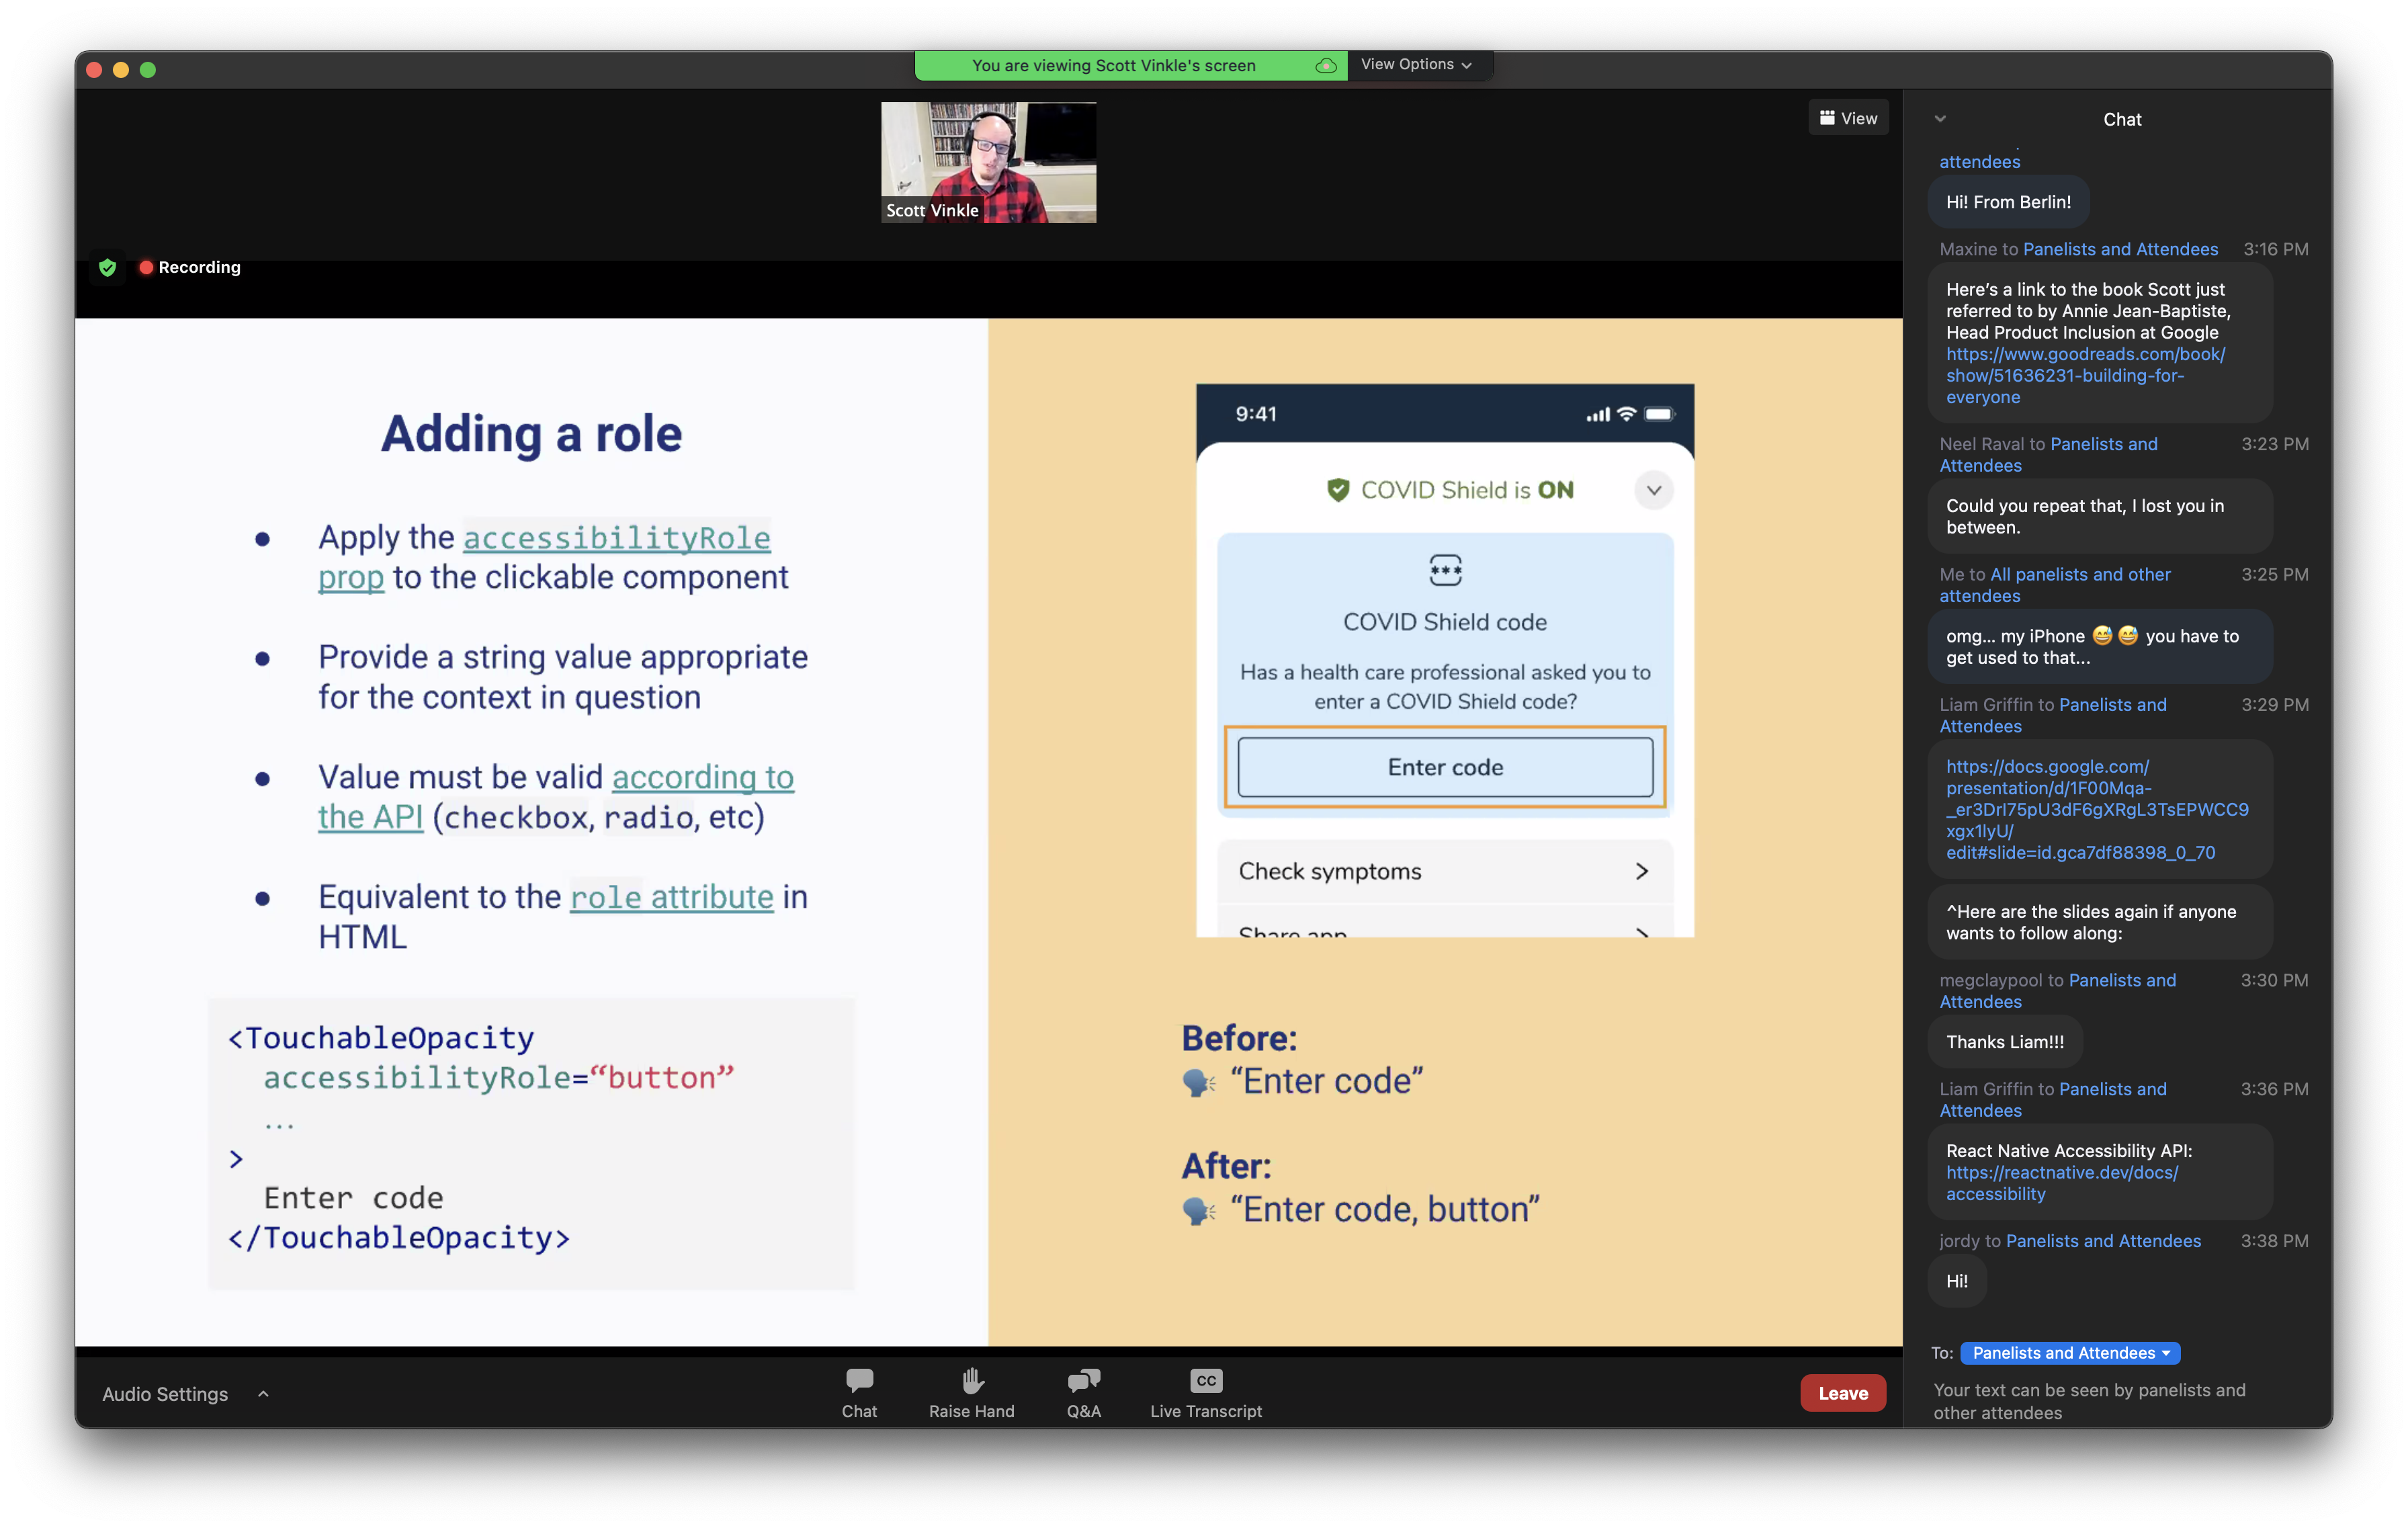 You are viewing Scott Vinkle's screen
View Options
View
Scott Vinkle
Recording
Adding a role
● Apply the accessibilityRole
prop to the clickable component
● Provide a string value appropriate
for the context in question
● Value must be valid according to
the API (checkbox, radio, etc)
● Equivalent to the role attribute in
HTML
<TouchableOpacity
accessibilityRole=“button”
...
>
Enter code
</TouchableOpacity>
9:41
COVID Shield is ON
***
COVID Shield code
Has a health care professional asked you to
enter a COVID Shield code?
Enter code
Check symptoms
Share app
Before:
“Enter code”
After:
“Enter code, button”
Chat
attendees
Hi! From Berlin!
Maxine to Panelists and Attendees 3:16 PM
Here’s a link to the book Scott just
referred to by Annie Jean-Baptiste,
Head Product Inclusion at Google
https://www.goodreads.com/book/
show/51636231-building-for-
everyone
Neel Raval to Panelists and 3:23 PM
Attendees
Could you repeat that, I lost you in
between.
Me to All panelists and other 3:25 PM
attendees
omg... my iPhone 😅 😅 you have to
get used to that...
Liam Griffin to Panelists and 3:29 PM
Attendees
https://docs.google.com/
presentation/d/1F00Mqa-
_er3DrI75pU3dF6gXRgL3TsEPWCC9
xgx1IyU/
edit#slide=id.gca7df88398_0_70
^Here are the slides again if anyone
wants to follow along:
megclaypool to Panelists and 3:30 PM
Attendees
Thanks Liam!!!
Liam Griffin to Panelists and 3:36 PM
Attendees
React Native Accessibility API:
https://reactnative.dev/docs/
accessibility
jordy to Panelists and Attendees 3:38 PM
Hi!
To: Panelists and Attendees
Your text can be seen by panelists and
other attendees
Audio Settings
Chat
Raise Hand
Q&A
CC
Live Transcript
Leave